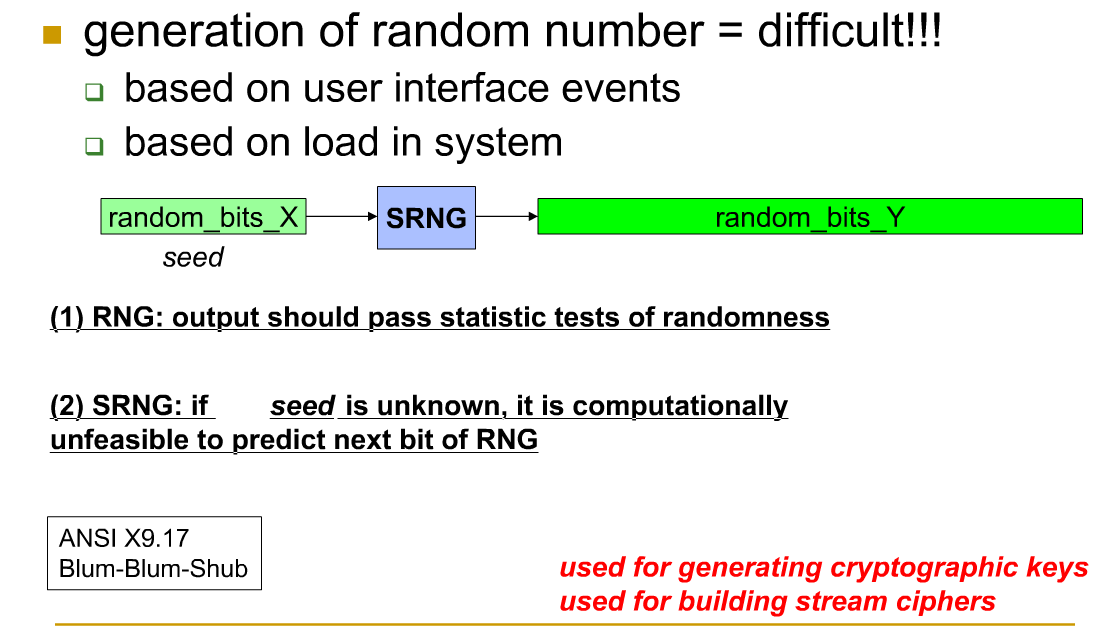 generation of random number = difficult!!!
based on user interface events
based on load in system
random_bits_X
SRNG
random_bits_Y
seed
(1) RNG: output should pass statistic tests of randomness
(2) SRNG: if seed is unknown, it is computationally
unfeasible to predict next bit of RNG
ANSI X9.17
Blum-Blum-Shub
used for generating cryptographic keys
used for building stream ciphers